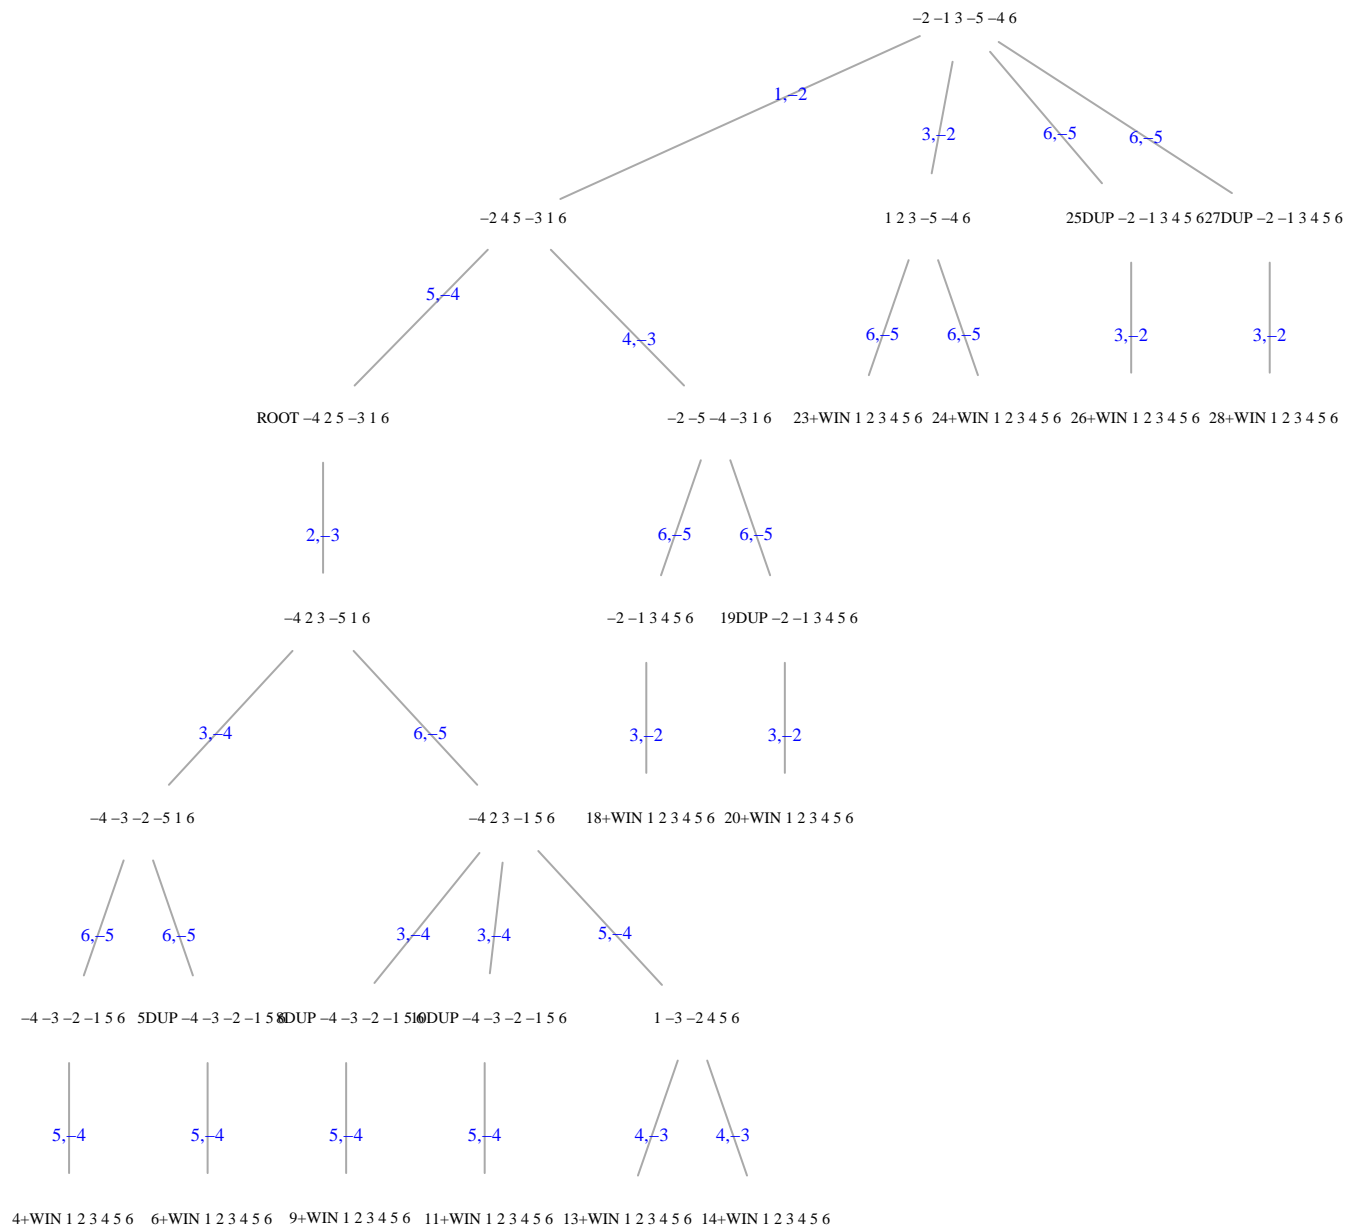 −2 −1 3 −5 −4 6
1,−2
3,−2
6,−5
6,−5
−2 4 5 −3 1 6
1 2 3 −5 −4 6
25DUP −2 −1 3 4 5 6
27DUP −2 −1 3 4 5 6
5,−4
4,−3
6,−5
6,−5
3,−2
3,−2
ROOT −4 2 5 −3 1 6
−2 −5 −4 −3 1 6
23+WIN 1 2 3 4 5 6
24+WIN 1 2 3 4 5 6
26+WIN 1 2 3 4 5 6
28+WIN 1 2 3 4 5 6
2,−3
6,−5
6,−5
−4 2 3 −5 1 6
−2 −1 3 4 5 6
19DUP −2 −1 3 4 5 6
3,−4
6,−5
3,−2
3,−2
−4 −3 −2 −5 1 6
−4 2 3 −1 5 6
18+WIN 1 2 3 4 5 6
20+WIN 1 2 3 4 5 6
6,−5
6,−5
3,−4
3,−4
5,−4
−4 −3 −2 −1 5 6
5DUP −4 −3 −2 −1 5 6
8DUP −4 −3 −2 −1 5 6
10DUP −4 −3 −2 −1 5 6
1 −3 −2 4 5 6
5,−4
5,−4
5,−4
5,−4
4,−3
4,−3
4+WIN 1 2 3 4 5 6
6+WIN 1 2 3 4 5 6
9+WIN 1 2 3 4 5 6
11+WIN 1 2 3 4 5 6
13+WIN 1 2 3 4 5 6
14+WIN 1 2 3 4 5 6